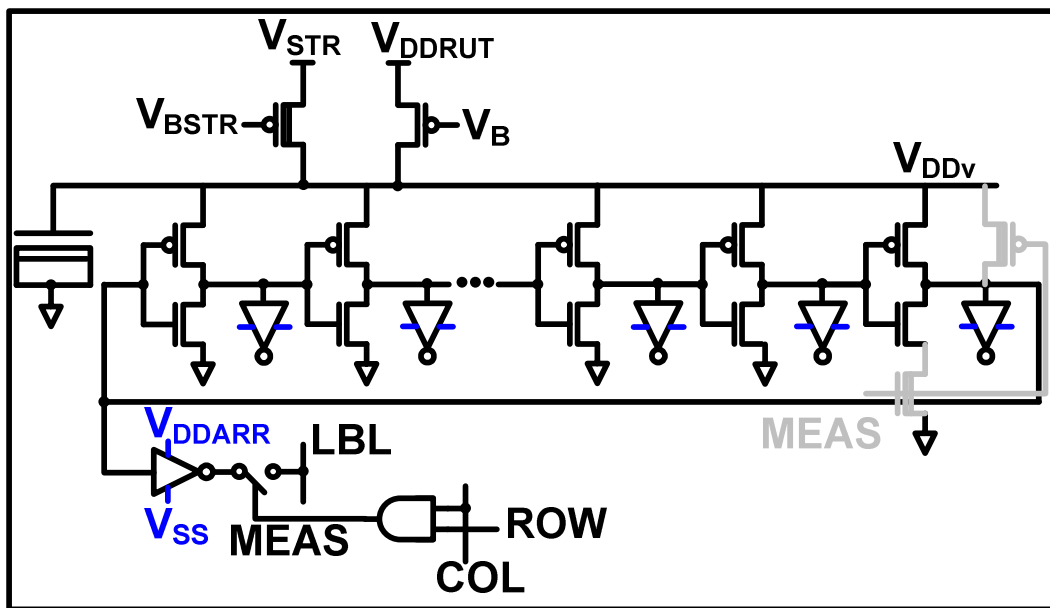 VSTR
VDDRUT
VBSTR
VB
VDDv
MEAS
VDDARR
LBL
VSS
MEAS
ROW
COL